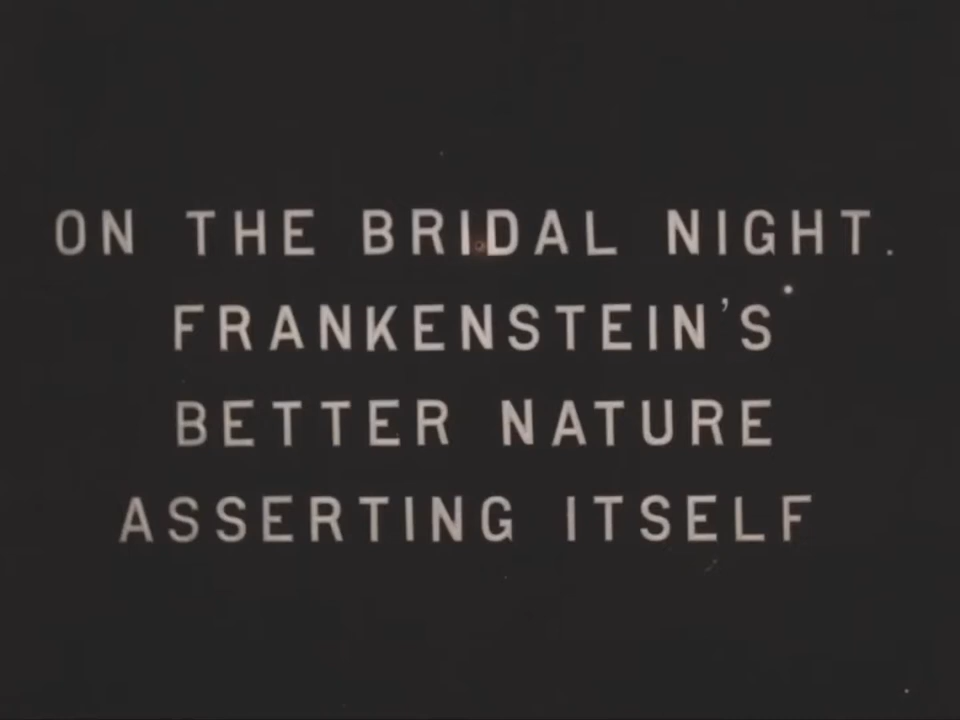 ON THE BRIDAL NIGHT.
FRANKENSTEIN'S
BETTER NATURE
ASSERTING ITSELF